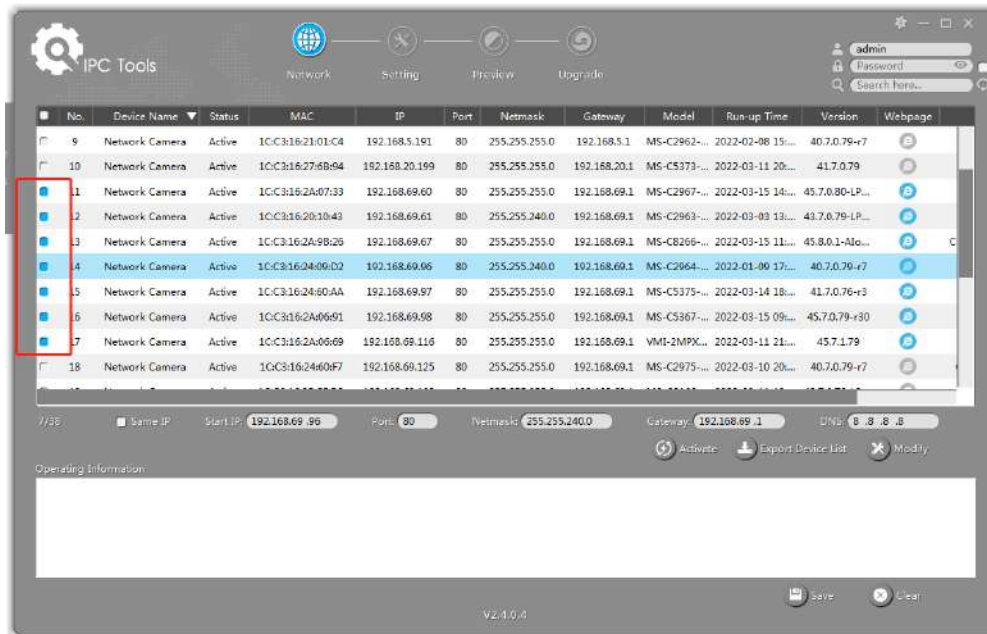 IPC Tools
Network Setting Preview Upgrade
admin
Password
Search here...
No. Device Name ▼ Status MAC IP Port Netmask Gateway Model Run-up Time Version Webpage
9 Network Camera Active 1C:C3:16:21:01:C4 192.168.5.191 80 255.255.255.0 192.168.5.1 MS-C2962-... 2022-02-08 15:... 40.7.0.79-r7
10 Network Camera Active 1C:C3:16:27:6B:94 192.168.20.199 80 255.255.255.0 192.168.20.1 MS-C5373-... 2022-03-11 20:... 41.7.0.79
11 Network Camera Active 1C:C3:16:2A:07:33 192.168.69.60 80 255.255.255.0 192.168.69.1 MS-C2967-... 2022-03-15 14:... 45.7.0.80-LP...
12 Network Camera Active 1C:C3:16:20:10:43 192.168.69.61 80 255.255.240.0 192.168.69.1 MS-C2963-... 2022-03-03 13:... 43.7.0.79-LP...
13 Network Camera Active 1C:C3:16:2A:9B:26 192.168.69.67 80 255.255.240.0 192.168.69.1 MS-C8266-... 2022-03-15 11:... 45.8.0.1-AIo... C
14 Network Camera Active 1C:C3:16:24:09:D2 192.168.69.96 80 255.255.240.0 192.168.69.1 MS-C2964-... 2022-01-09 17:... 40.7.0.79-r7
15 Network Camera Active 1C:C3:16:24:60:AA 192.168.69.97 80 255.255.255.0 192.168.69.1 MS-C5375-... 2022-03-14 18:... 41.7.0.76-r3
16 Network Camera Active 1C:C3:16:2A:06:91 192.168.69.98 80 255.255.255.0 192.168.69.1 MS-C5367-... 2022-03-15 09:... 45.7.0.79-r30
17 Network Camera Active 1C:C3:16:2A:06:69 192.168.69.116 80 255.255.255.0 192.168.69.1 VMI-2MPX... 2022-03-11 21:... 45.7.1.79
18 Network Camera Active 1C:C3:16:24:60:F7 192.168.69.125 80 255.255.255.0 192.168.69.1 MS-C2975-... 2022-03-10 20:... 40.7.0.79-r7
7/38 Same IP Start IP: 192.168.69 .96 Port: 80 Netmask: 255.255.240.0 Gateway: 192.168.69 .1 DNS: 8 .8 .8 .8
Activate Export Device List Modify
Operating Information
Save Clear
V2.4.0.4